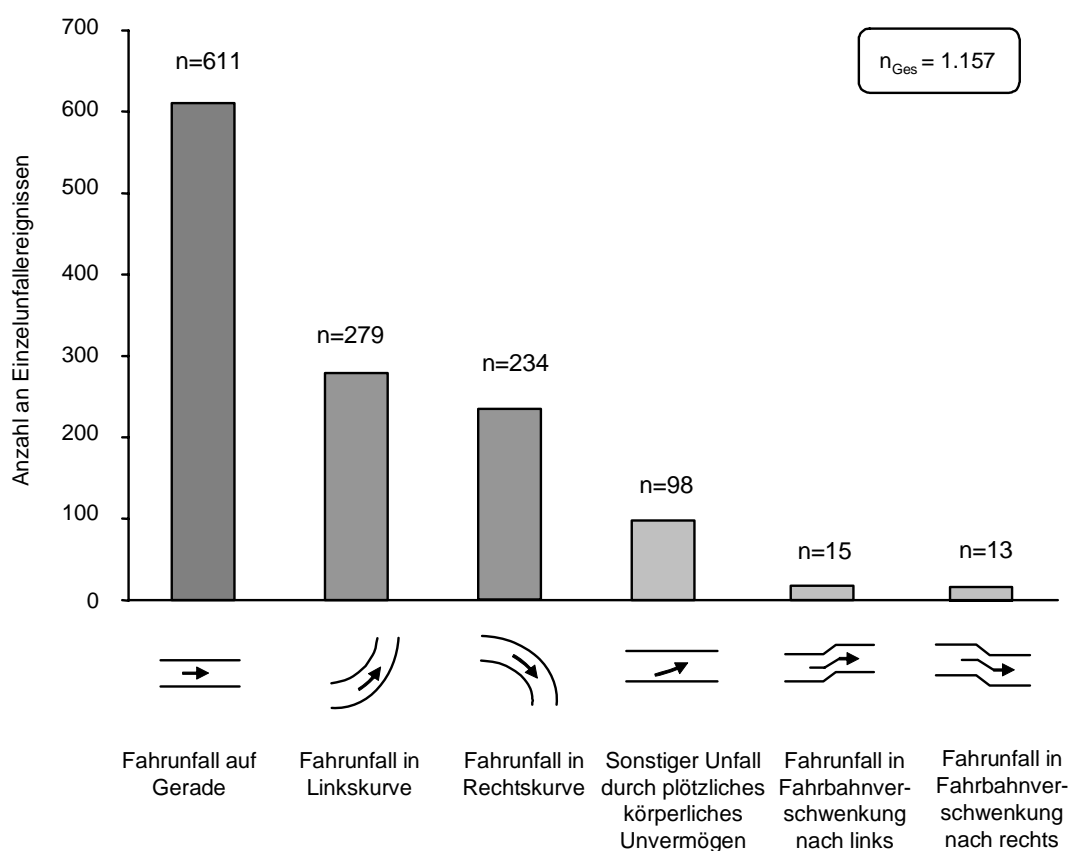 700
600
500
400
300
200
100
0
Anzahl an Einzelunfallereignissen
n=611
n=279
n=234
n=98
n=15
n=13
nGes = 1.157
Fahrunfall auf
Gerade
Fahrunfall in
Linkskurve
Fahrunfall in
Rechtskurve
Sonstiger Unfall
durch plötzliches
körperliches
Unvermögen
Fahrunfall in
Fahrbahnver-
schwenkung
nach links
Fahrunfall in
Fahrbahnver-
schwenkung
nach rechts